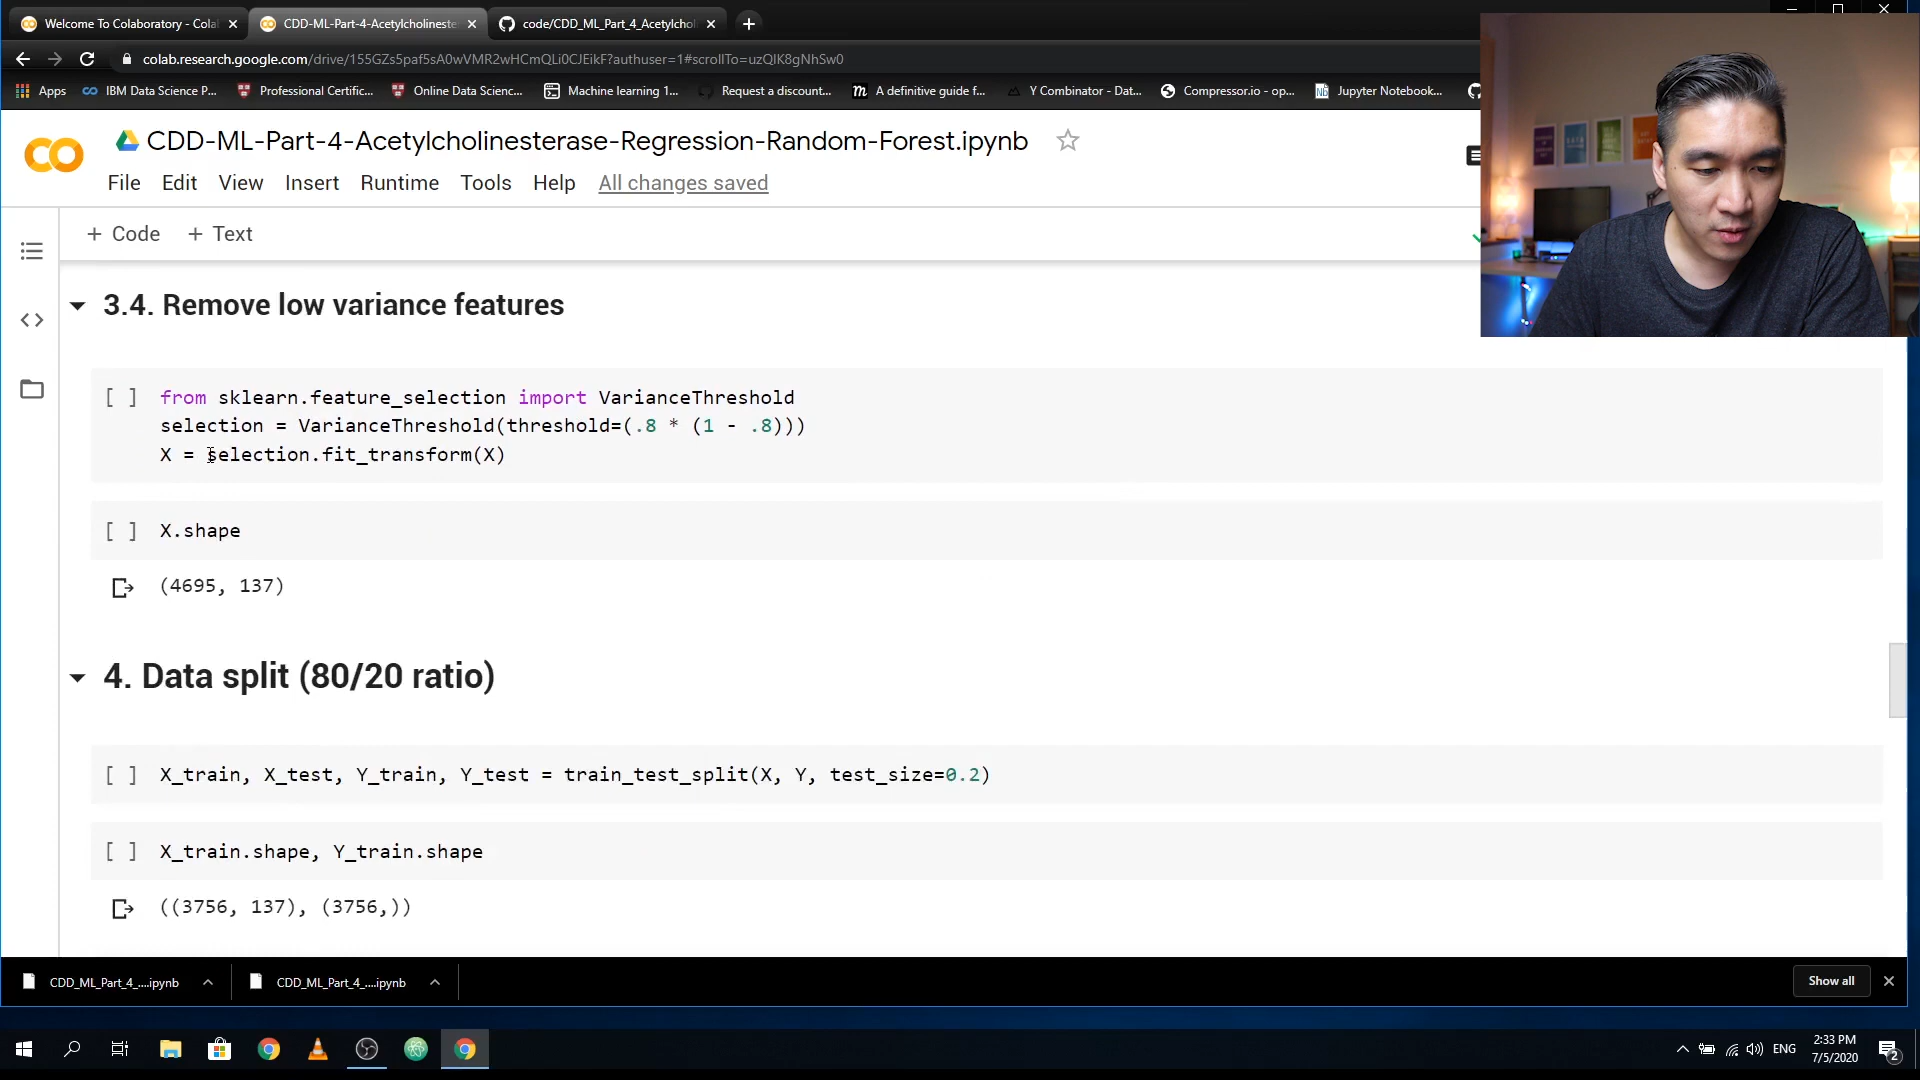 Welcome To Colaboratory - Cola
CDD-ML-Part-4-Acetylcholineste
code/CDD_ML_Part_4_Acetylchol
colab.research.google.com/drive/155GZs5paf5sA0wVMR2wHCmQLi0CJEikF?authuser=1#scrollTo=uzQlK8gNhSw0
Apps
IBM Data Science P...
Professional Certific...
Online Data Scienc...
Machine learning 1...
Request a discount...
A definitive guide f...
Y Combinator - Dat...
Compressor.io - op...
Jupyter Notebook...
CDD-ML-Part-4-Acetylcholinesterase-Regression-Random-Forest.ipynb
File Edit View Insert Runtime Tools Help All changes saved
+ Code + Text
3.4. Remove low variance features
[ ] from sklearn.feature_selection import VarianceThreshold
selection = VarianceThreshold(threshold=(.8 * (1 - .8)))
X = selection.fit_transform(X)
[ ] X.shape
(4695, 137)
4. Data split (80/20 ratio)
[ ] X_train, X_test, Y_train, Y_test = train_test_split(X, Y, test_size=0.2)
[ ] X_train.shape, Y_train.shape
((3756, 137), (3756,))
CDD_ML_Part_4_....ipynb
CDD_ML_Part_4_....ipynb
Show all
ENG
2:33 PM
7/5/2020
2